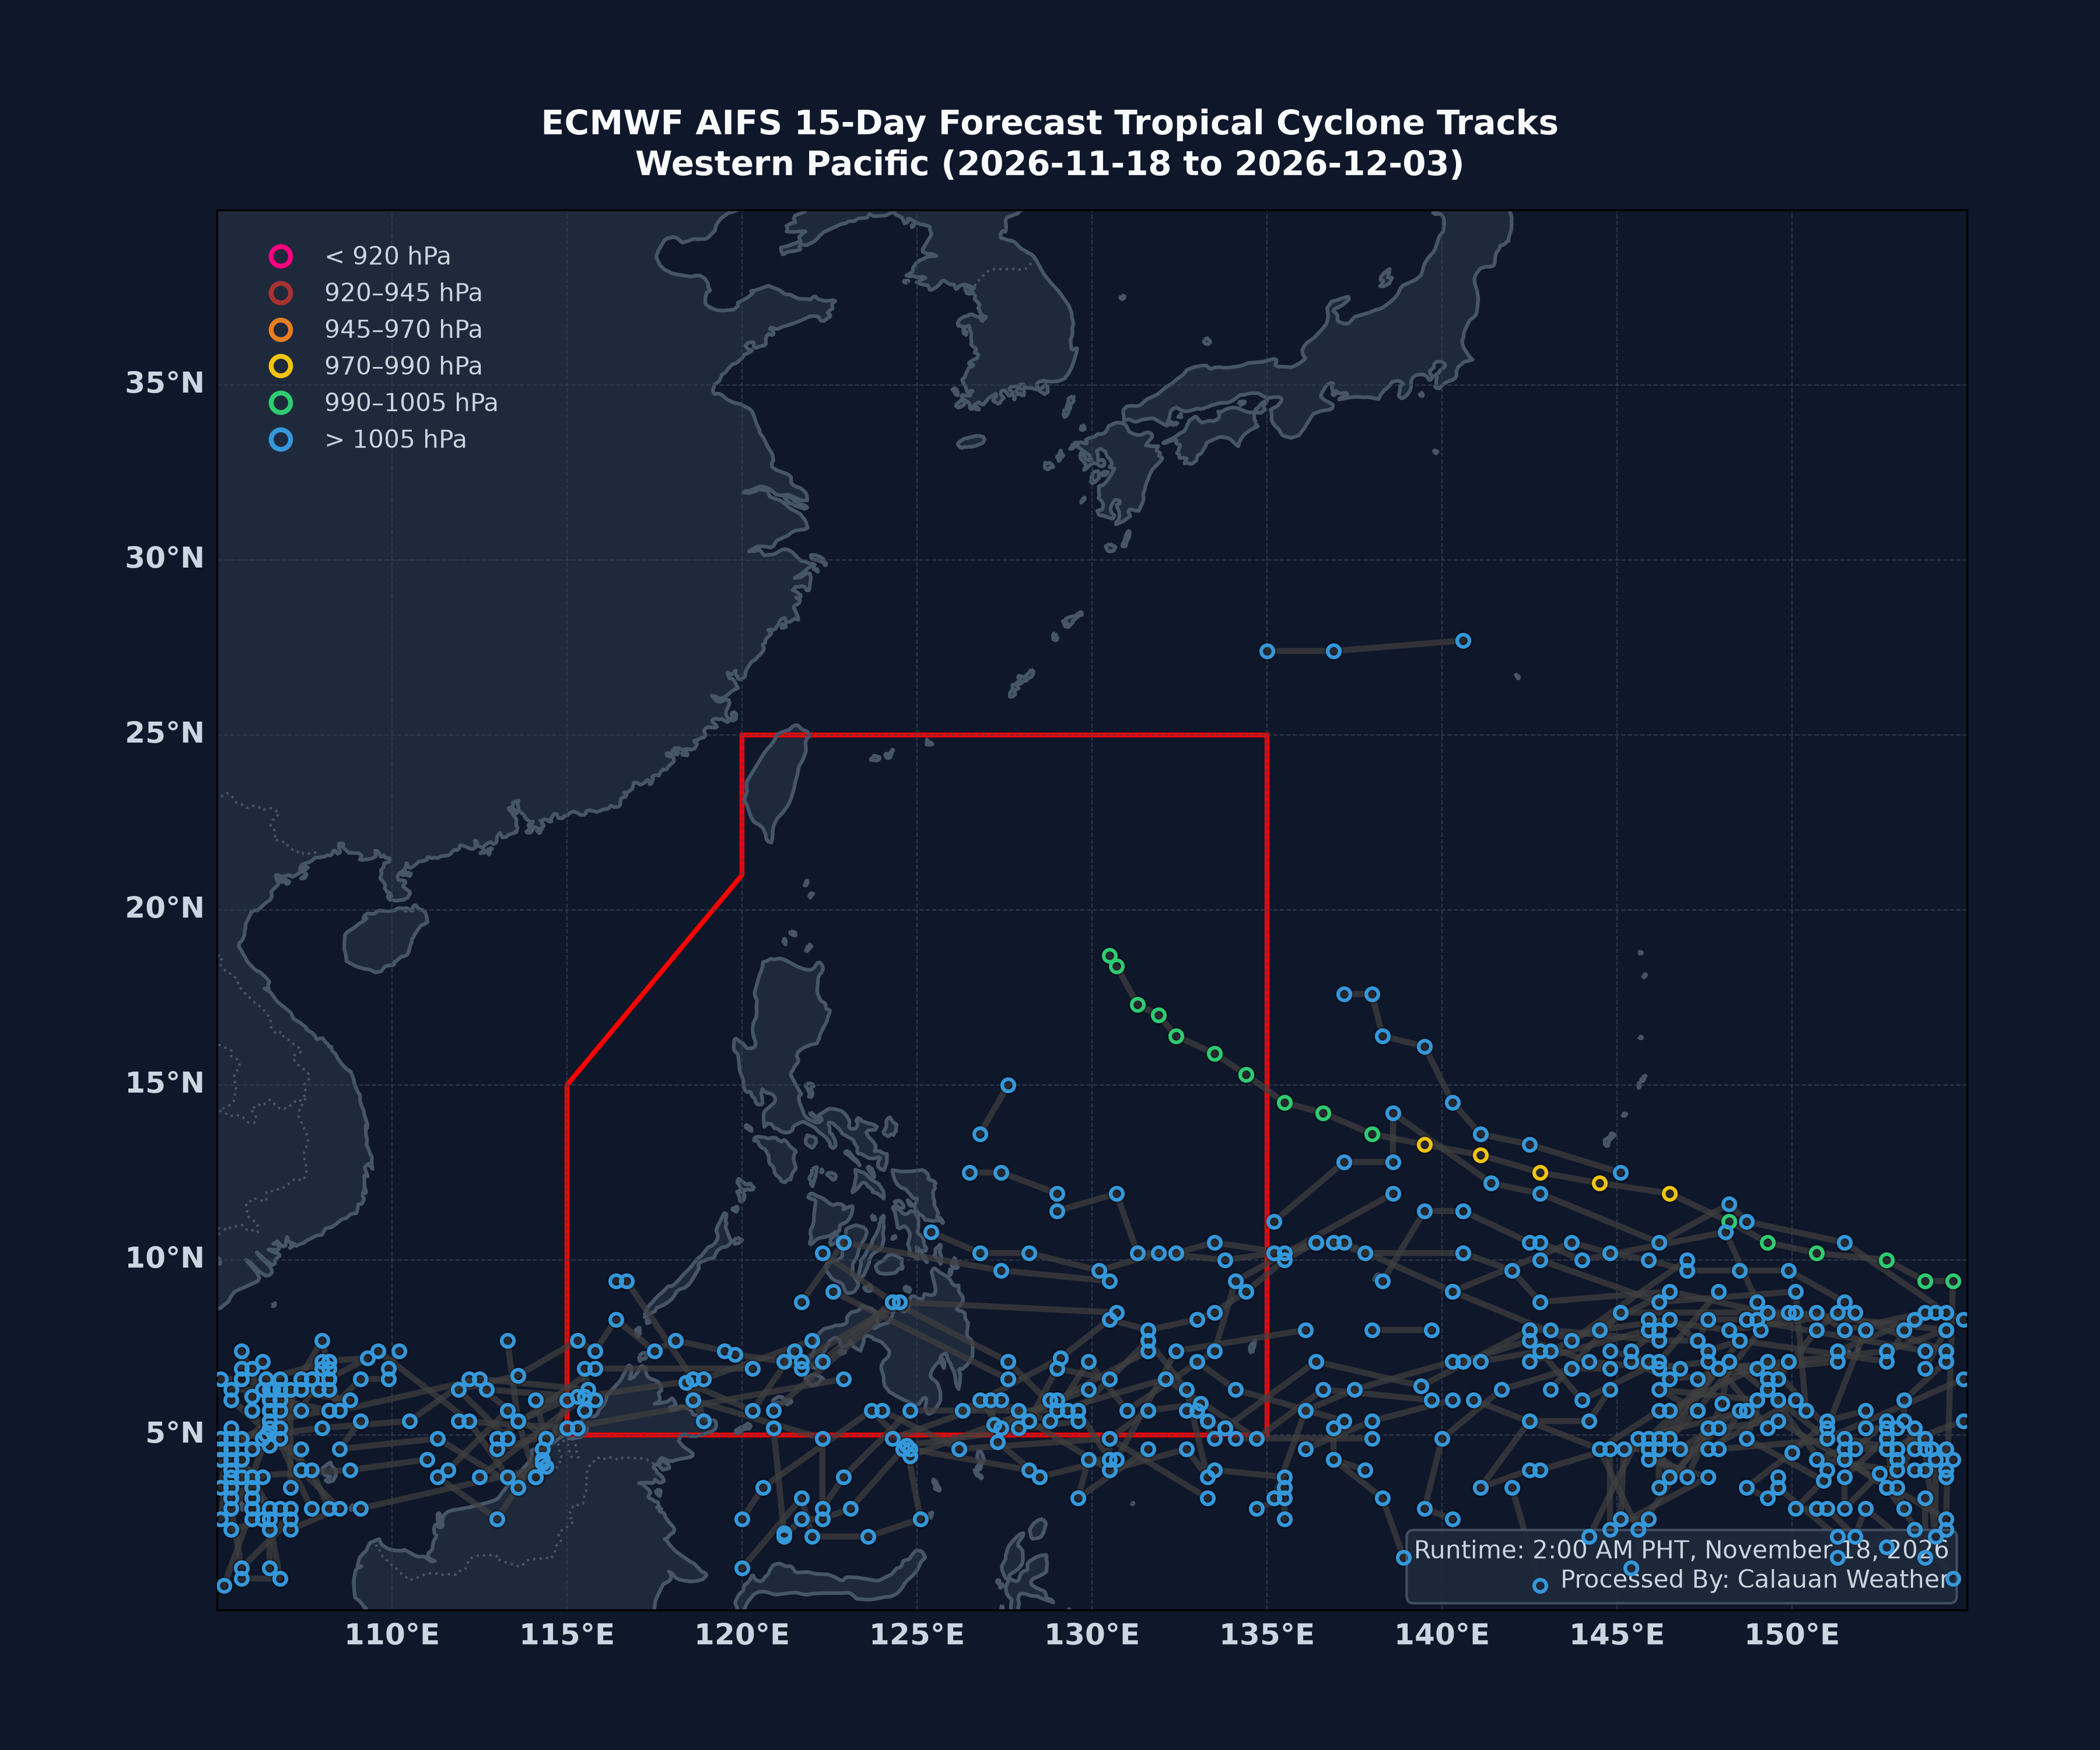 ECMWF AIFS 15-Day Forecast Tropical Cyclone Tracks
Western Pacific (2026-11-18 to 2026-12-03)
< 920 hPa
920–945 hPa
945–970 hPa
970–990 hPa
990–1005 hPa
> 1005 hPa
35°N
30°N
25°N
20°N
15°N
10°N
5°N
Runtime: 2:00 AM PHT, November 18, 2026
Processed By: Calauan Weather
110°E
115°E
120°E
125°E
130°E
135°E
140°E
145°E
150°E